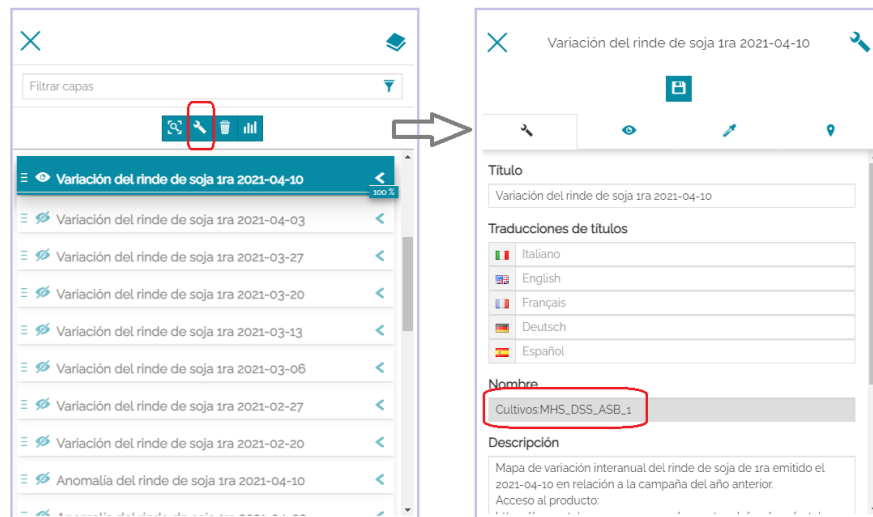 Filtrar capas
Variación del rinde de soja 1ra 2021-04-10
100 %
Variación del rinde de soja 1ra 2021-04-03
Variación del rinde de soja 1ra 2021-03-27
Variación del rinde de soja 1ra 2021-03-20
Variación del rinde de soja 1ra 2021-03-13
Variación del rinde de soja 1ra 2021-03-06
Variación del rinde de soja 1ra 2021-02-27
Variación del rinde de soja 1ra 2021-02-20
Anomalía del rinde de soja 1ra 2021-04-10
Variación del rinde de soja 1ra 2021-04-10
Título
Variación del rinde de soja 1ra 2021-04-10
Traducciones de títulos
Italiano
English
Français
Deutsch
Español
Nombre
Cultivos:MHS_DSS_ASB_1
Descripción
Mapa de variación interanual del rinde de soja de 1ra emitido el
2021-04-10 en relación a la campaña del año anterior.
Acceso al producto: